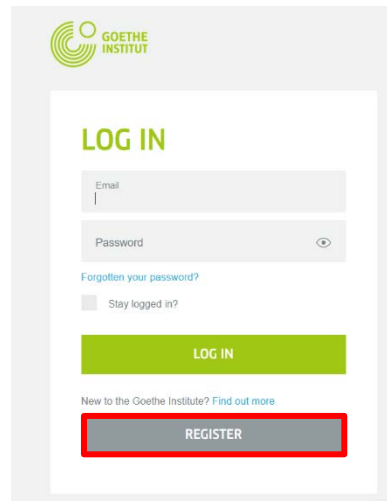 GOETHE
INSTITUT
LOG IN
Email
Password
Forgotten your password?
Stay logged in?
LOG IN
New to the Goethe Institute? Find out more
REGISTER